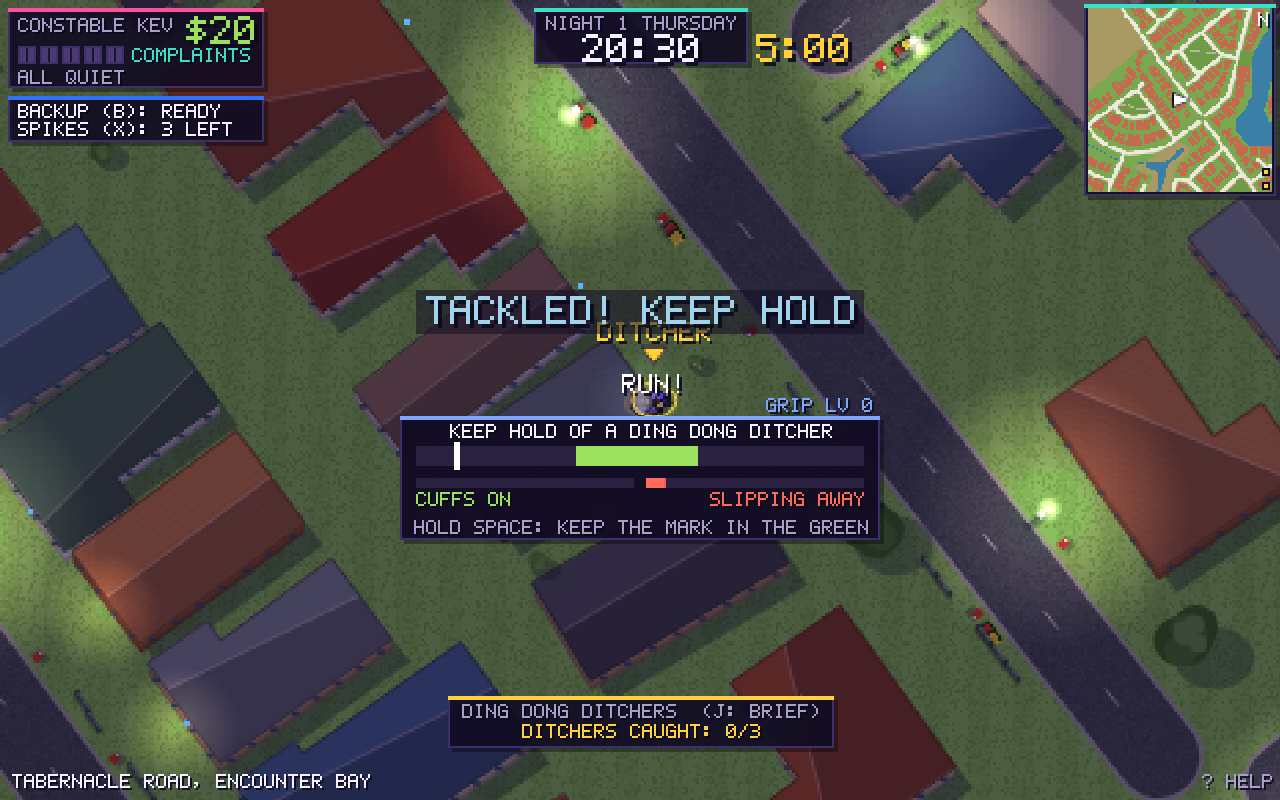 CONSTABLE KEV $20
COMPLAINTS
ALL QUIET
BACKUP (B): READY
SPIKES (X): 3 LEFT
NIGHT 1 THURSDAY
20:30 5:00
N
TACKLED! KEEP HOLD
DITCHER
RUN!
GRIP LV 0
KEEP HOLD OF A DING DONG DITCHER
CUFFS ON SLIPPING AWAY
HOLD SPACE: KEEP THE MARK IN THE GREEN
DING DONG DITCHERS (J: BRIEF)
DITCHERS CAUGHT: 0/3
TABERNACLE ROAD, ENCOUNTER BAY
? HELP